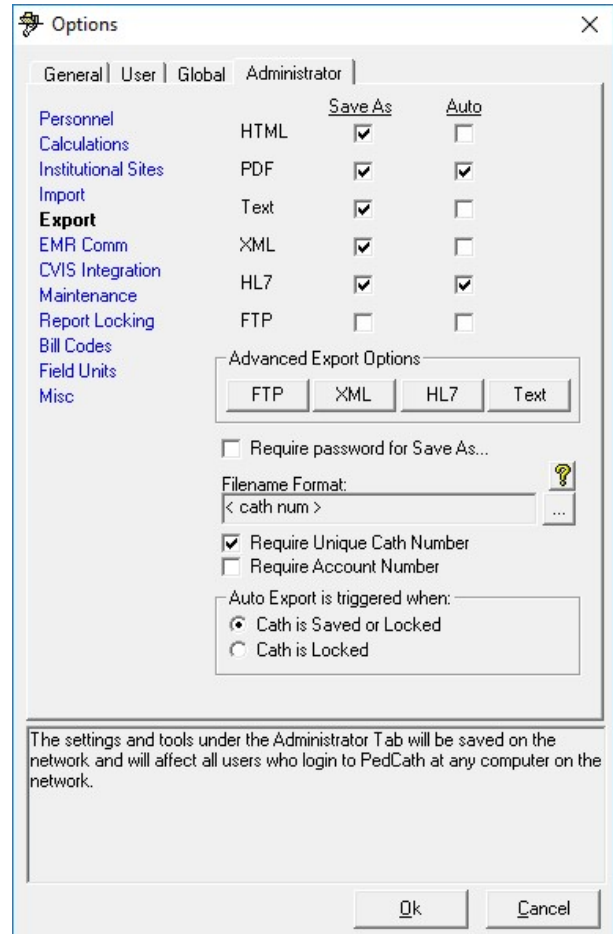 Options
General User Global Administrator
Save As Auto
Personnel
Calculations
Institutional Sites
Import
Export
EMR Comm
CVIS Integration
Maintenance
Report Locking
Bill Codes
Field Units
Misc
HTML
PDF
Text
XML
HL7
FTP
Advanced Export Options
FTP XML HL7 Text
Require password for Save As...
?
Filename Format:
< cath num >
...
Require Unique Cath Number
Require Account Number
Auto Export is triggered when:
Cath is Saved or Locked
Cath is Locked
The settings and tools under the Administrator Tab will be saved on the
network and will affect all users who login to PedCath at any computer on the
network.
Ok Cancel